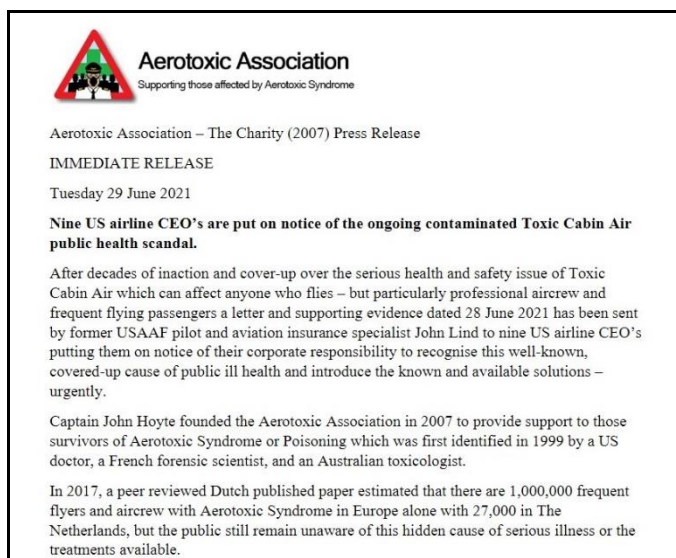 Aerotoxic Association
Supporting those affected by Aerotoxic Syndrome
Aerotoxic Association – The Charity (2007) Press Release
IMMEDIATE RELEASE
Tuesday 29 June 2021
Nine US airline CEO's are put on notice of the ongoing contaminated Toxic Cabin Air
public health scandal.
After decades of inaction and cover-up over the serious health and safety issue of Toxic
Cabin Air which can affect anyone who flies – but particularly professional aircrew and
frequent flying passengers a letter and supporting evidence dated 28 June 2021 has been sent
by former USAAF pilot and aviation insurance specialist John Lind to nine US airline CEO's
putting them on notice of their corporate responsibility to recognise this well-known,
covered-up cause of public ill health and introduce the known and available solutions –
urgently.
Captain John Hoyte founded the Aerotoxic Association in 2007 to provide support to those
survivors of Aerotoxic Syndrome or Poisoning which was first identified in 1999 by a US
doctor, a French forensic scientist, and an Australian toxicologist.
In 2017, a peer reviewed Dutch published paper estimated that there are 1,000,000 frequent
flyers and aircrew with Aerotoxic Syndrome in Europe alone with 27,000 in The
Netherlands, but the public still remain unaware of this hidden cause of serious illness or the
treatments available.